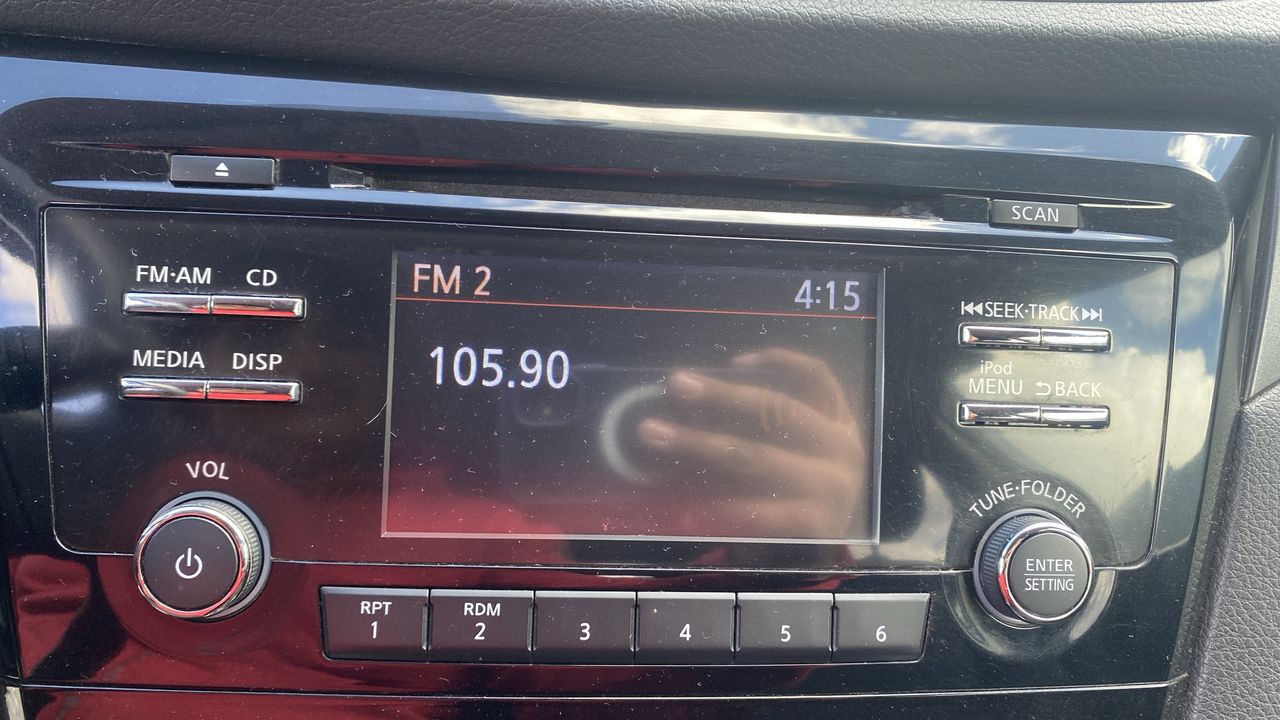 SCAN
FM·AM CD
FM 2 4:15
⏮SEEK·TRACK⏭
MEDIA DISP
105.90
iPod
MENU ⮌BACK
VOL
TUNE·FOLDER
ENTER
SETTING
RPT RDM
1 2 3 4 5 6